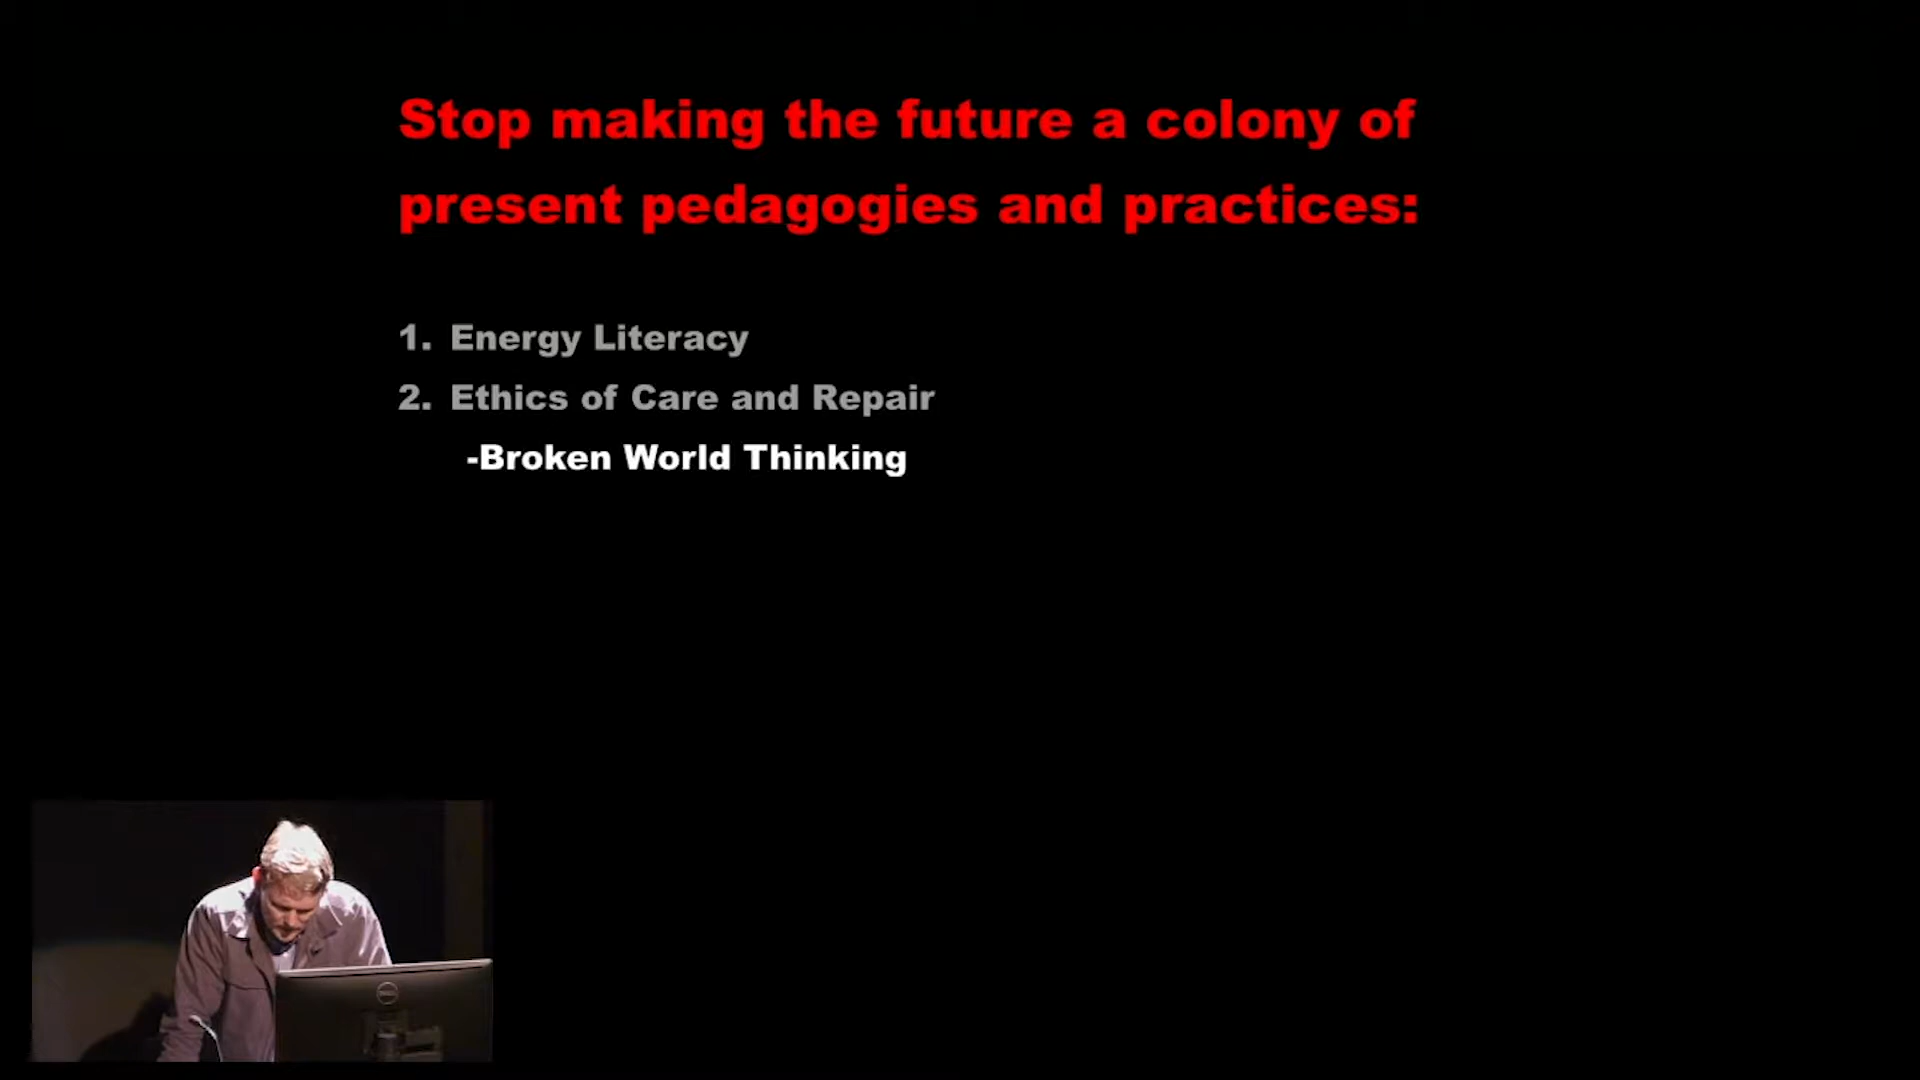 Stop making the future a colony of
present pedagogies and practices:
1. Energy Literacy
2. Ethics of Care and Repair
-Broken World Thinking
DELL